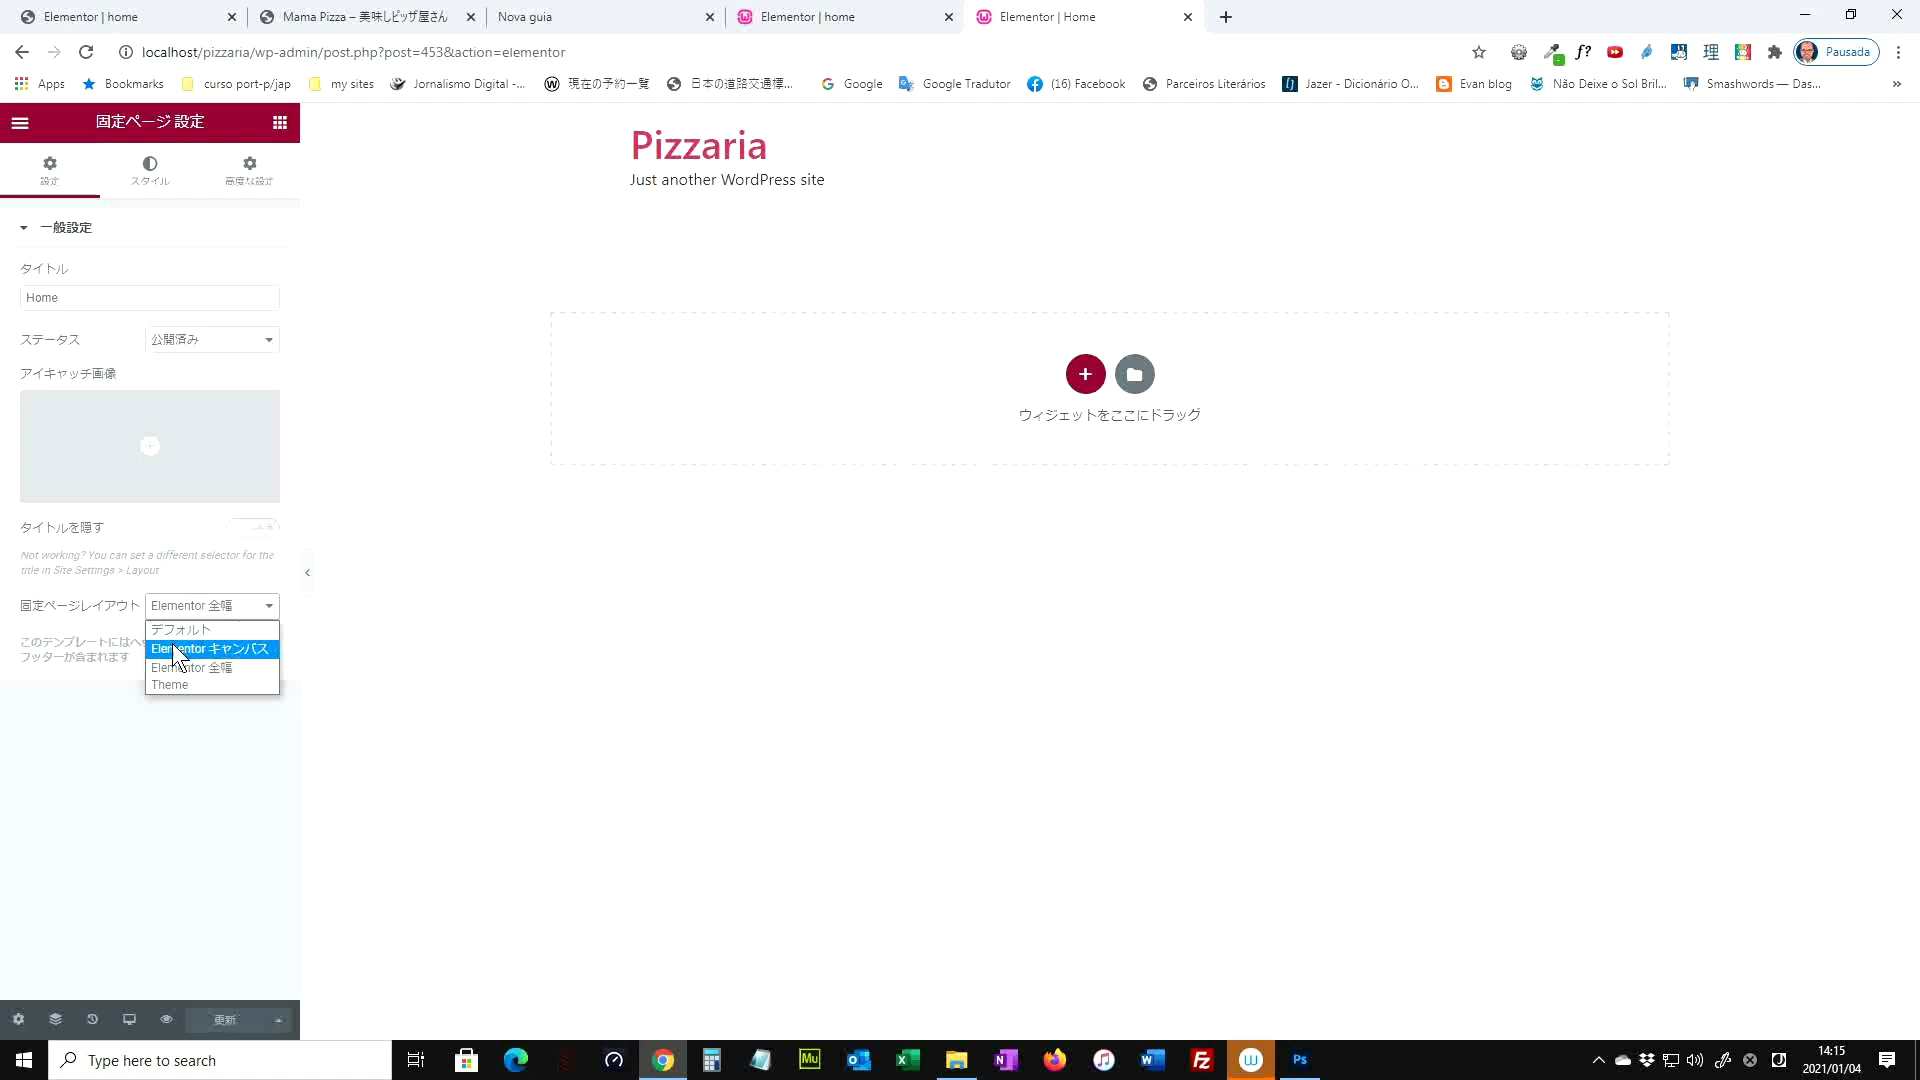 Elementor | home
Mama Pizza – 美味しピッザ屋さん
Nova guia
Elementor | home
Elementor | Home
localhost/pizzaria/wp-admin/post.php?post=453&action=elementor
f?
Pausada
Apps
Bookmarks
curso port-p/jap
my sites
Jornalismo Digital -...
現在の予約一覧
日本の道路交通標...
Google
Google Tradutor
(16) Facebook
Parceiros Literários
Jazer - Dicionário O...
Evan blog
Não Deixe o Sol Bril...
Smashwords — Das...
»
固定ページ 設定
設定
スタイル
高度な設定
一般設定
タイトル
Home
ステータス
公開済み
アイキャッチ画像
タイトルを隠す
Not working? You can set a different selector for the
title in Site Settings > Layout
固定ページレイアウト
Elementor 全幅
デフォルト
Elementor キャンバス
Elementor 全幅
Theme
このテンプレートにはヘ
フッターが含まれます
更新
Pizzaria
Just another WordPress site
ウィジェットをここにドラッグ
Type here to search
14:15
2021/01/04